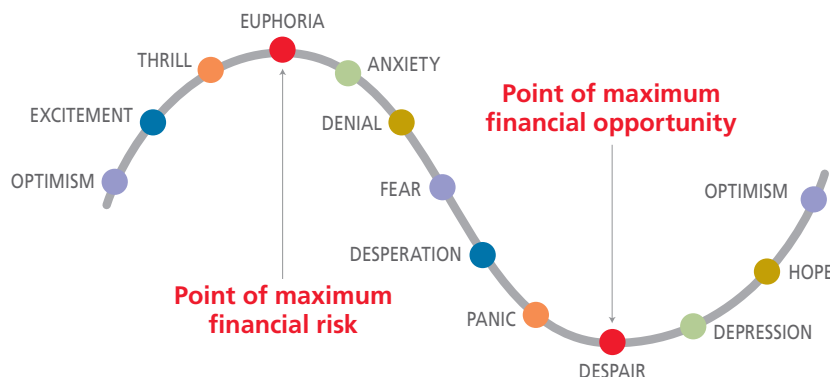 EUPHORIA
THRILL
ANXIETY
EXCITEMENT
DENIAL
Point of maximum
financial opportunity
OPTIMISM
FEAR
OPTIMISM
DESPERATION
HOPE
Point of maximum
financial risk
PANIC
DEPRESSION
DESPAIR